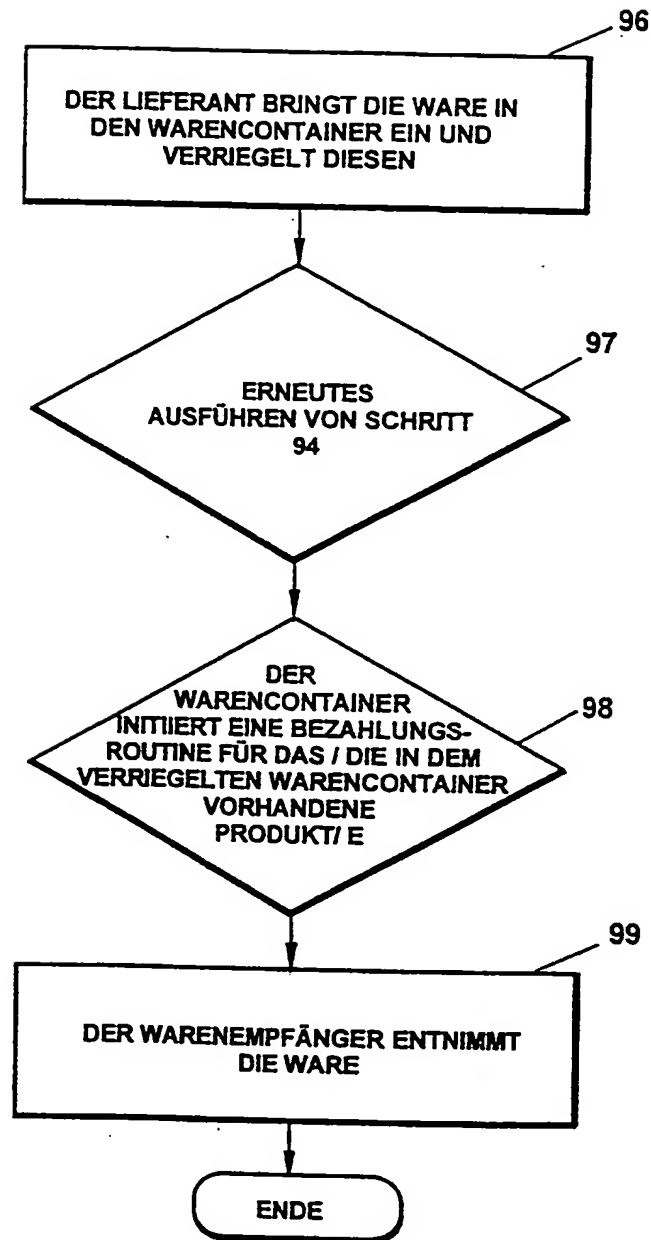 96
DER LIEFERANT BRINGT DIE WARE IN
DEN WARENCONTAINER EIN UND
VERRIEGELT DIESEN
97
ERNEUTES
AUSFÜHREN VON SCHRITT
94
98
DER
WARENCONTAINER
INITIIERT EINE BEZAHLUNGS-
ROUTINE FÜR DAS / DIE IN DEM
VERRIEGELTEN WARENCONTAINER
VORHANDENE
PRODUKT/ E
99
DER WARENEMPFÄNGER ENTNIMMT
DIE WARE
ENDE